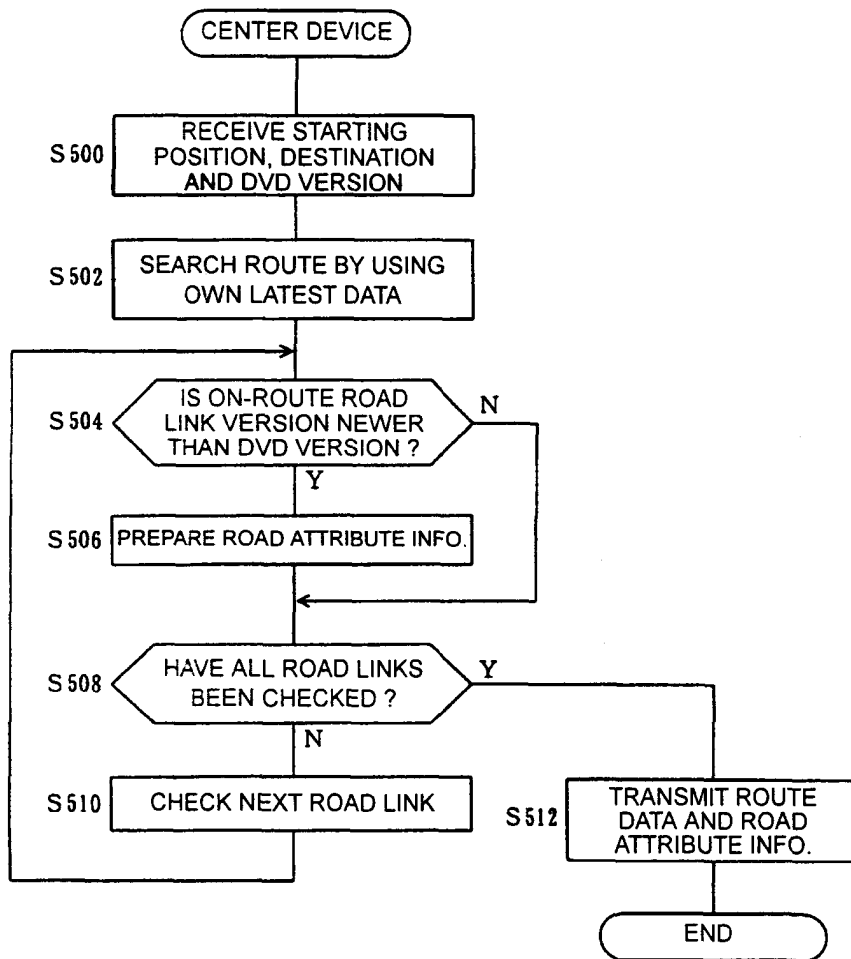 CENTER DEVICE
S500
RECEIVE STARTING
POSITION, DESTINATION
AND DVD VERSION
S502
SEARCH ROUTE BY USING
OWN LATEST DATA
S504
IS ON-ROUTE ROAD
LINK VERSION NEWER
THAN DVD VERSION ?
N
Y
S506
PREPARE ROAD ATTRIBUTE INFO.
S508
HAVE ALL ROAD LINKS
BEEN CHECKED ?
Y
N
S510
CHECK NEXT ROAD LINK
S512
TRANSMIT ROUTE
DATA AND ROAD
ATTRIBUTE INFO.
END